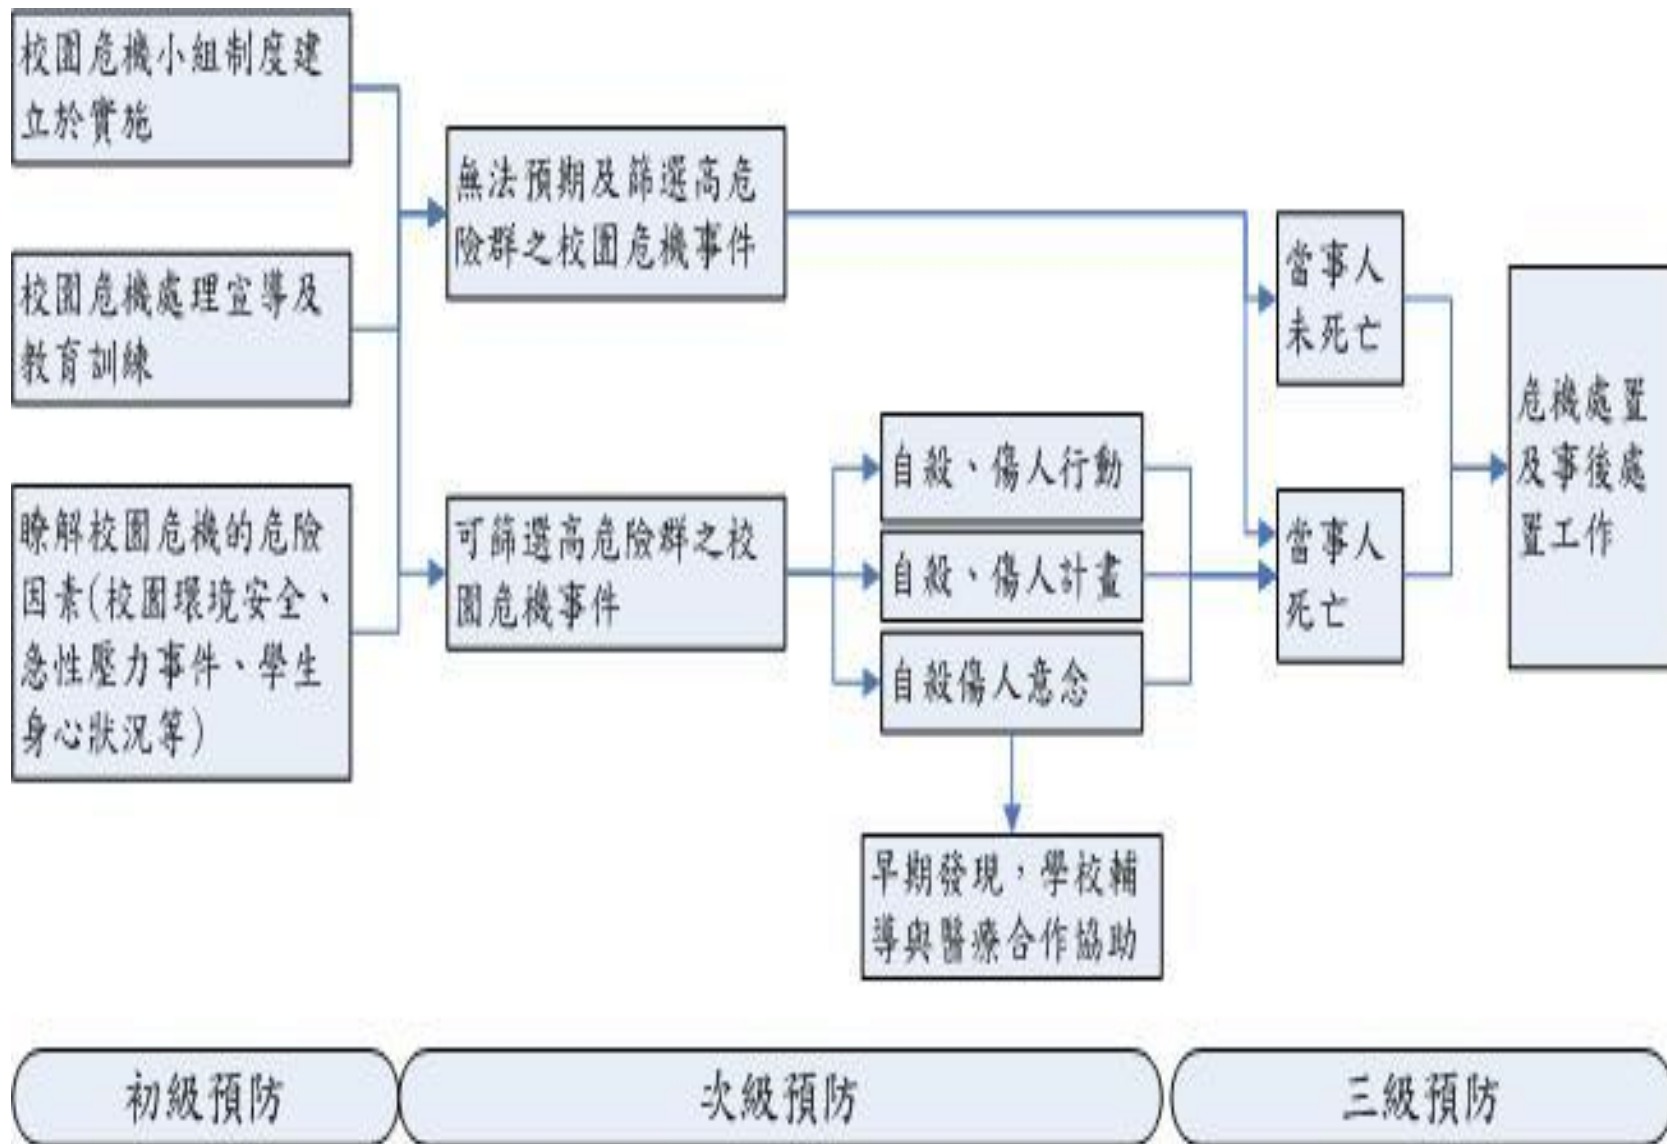 校園危機小組制度建
立於實施
校園危機處理宣導及
教育訓練
瞭解校園危機的危險
因素(校園環境安全、
急性壓力事件、學生
身心狀況等)
無法預期及篩選高危
險群之校園危機事件
可篩選高危險群之校
園危機事件
自殺、傷人行動
自殺、傷人計畫
自殺傷人意念
早期發現，學校輔
導與醫療合作協助
當事人
未死亡
當事人
死亡
危機處置
及事後處
置工作
初級預防
次級預防
三級預防